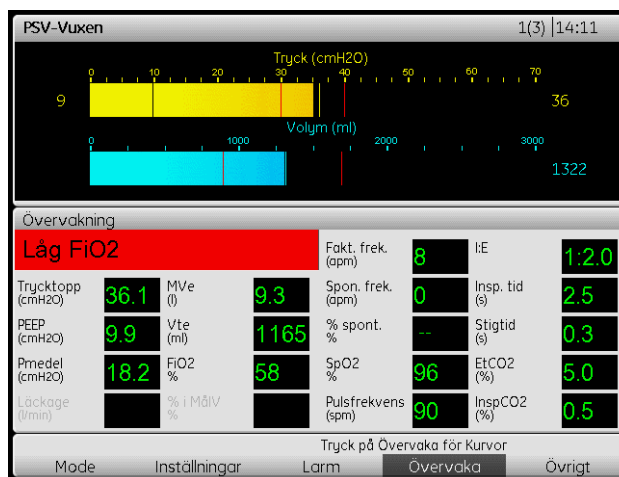 PSV-Vuxen 1(3) 14:11
Tryck (cmH2O)
0 10 20 30 40 50 60 70
9 36
Volym (ml)
0 1000 2000 3000
1322
Övervakning
Låg FiO2
Fakt. frek. (apm) 8 I:E 1:2.0
Trycktopp (cmH2O) 36.1 MVe (l) 9.3 Spon. frek. (apm) 0 Insp. tid (s) 2.5
PEEP (cmH2O) 9.9 Vte (ml) 1165 % spont. % -- Stigtid (s) 0.3
Pmedel (cmH2O) 18.2 FiO2 % 58 SpO2 % 96 EtCO2 (%) 5.0
Läckage (l/min) % i MålV % Pulsfrekvens (spm) 90 InspCO2 (%) 0.5
Tryck på Övervaka för Kurvor
Mode Inställningar Larm Övervaka Övrigt